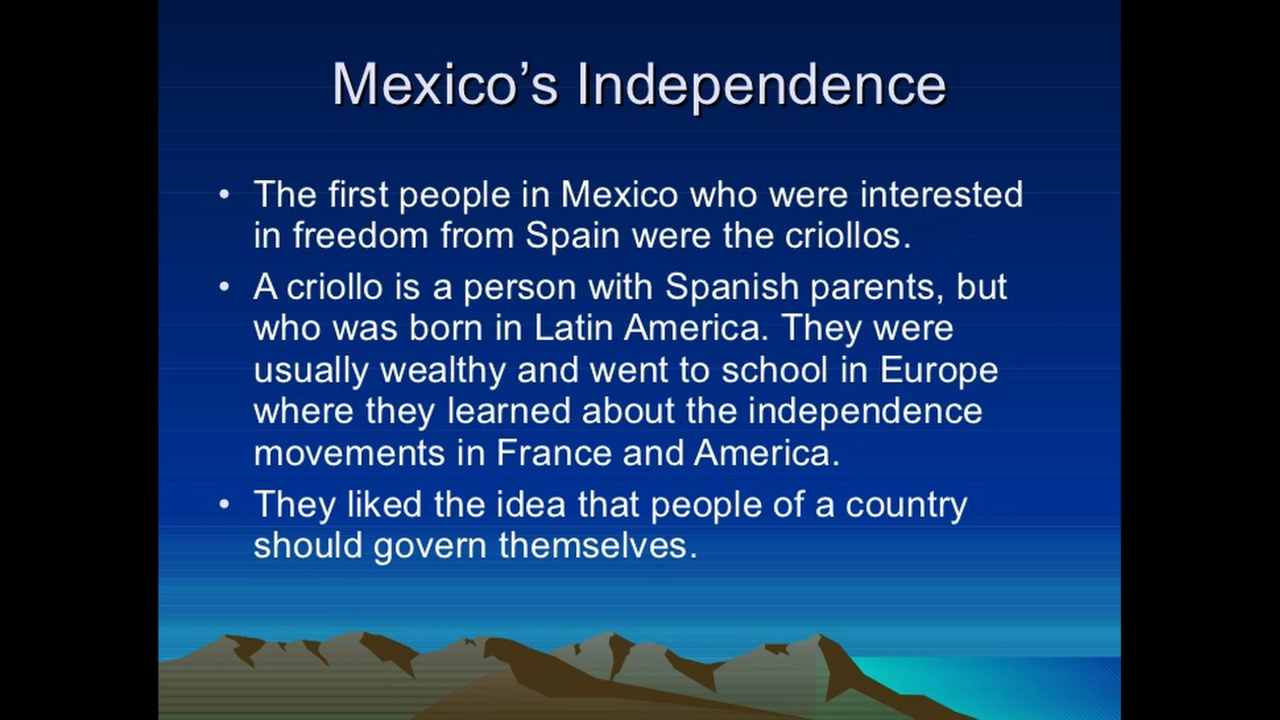 Mexico’s Independence
• The first people in Mexico who were interested
in freedom from Spain were the criollos.
• A criollo is a person with Spanish parents, but
who was born in Latin America. They were
usually wealthy and went to school in Europe
where they learned about the independence
movements in France and America.
• They liked the idea that people of a country
should govern themselves.